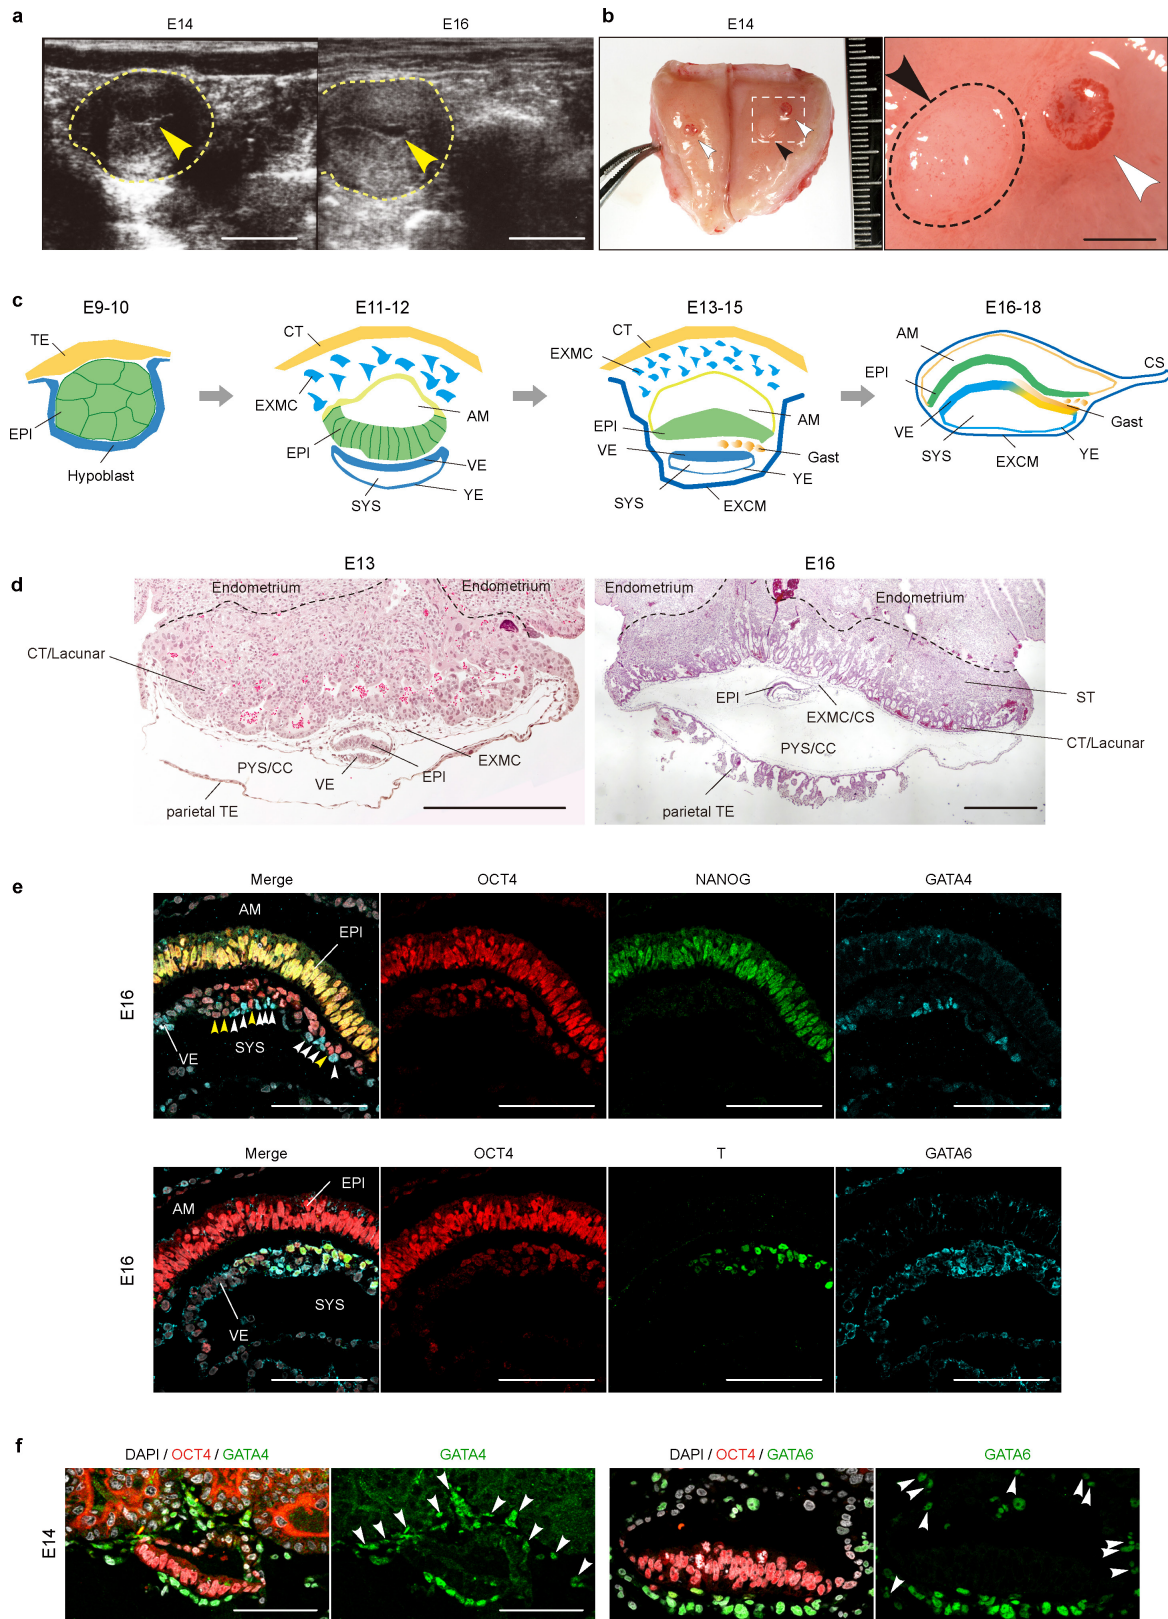 a
E14
E16
b
E14
c
E9-10
E11-12
E13-15
E16-18
TE
EPI
Hypoblast
CT
EXMC
EPI
AM
VE
YE
SYS
CT
EXMC
EPI
VE
SYS
AM
Gast
YE
EXCM
AM
EPI
VE
SYS
EXCM
CS
Gast
YE
d
E13
E16
Endometrium
Endometrium
CT/Lacunar
PYS/CC
VE
EPI
EXMC
parietal TE
Endometrium
Endometrium
EPI
EXMC/CS
ST
CT/Lacunar
PYS/CC
parietal TE
e
Merge
OCT4
NANOG
GATA4
E16
AM
EPI
VE
SYS
Merge
OCT4
T
GATA6
E16
AM
EPI
SYS
VE
f
DAPI / OCT4 / GATA4
GATA4
DAPI / OCT4 / GATA6
GATA6
E14